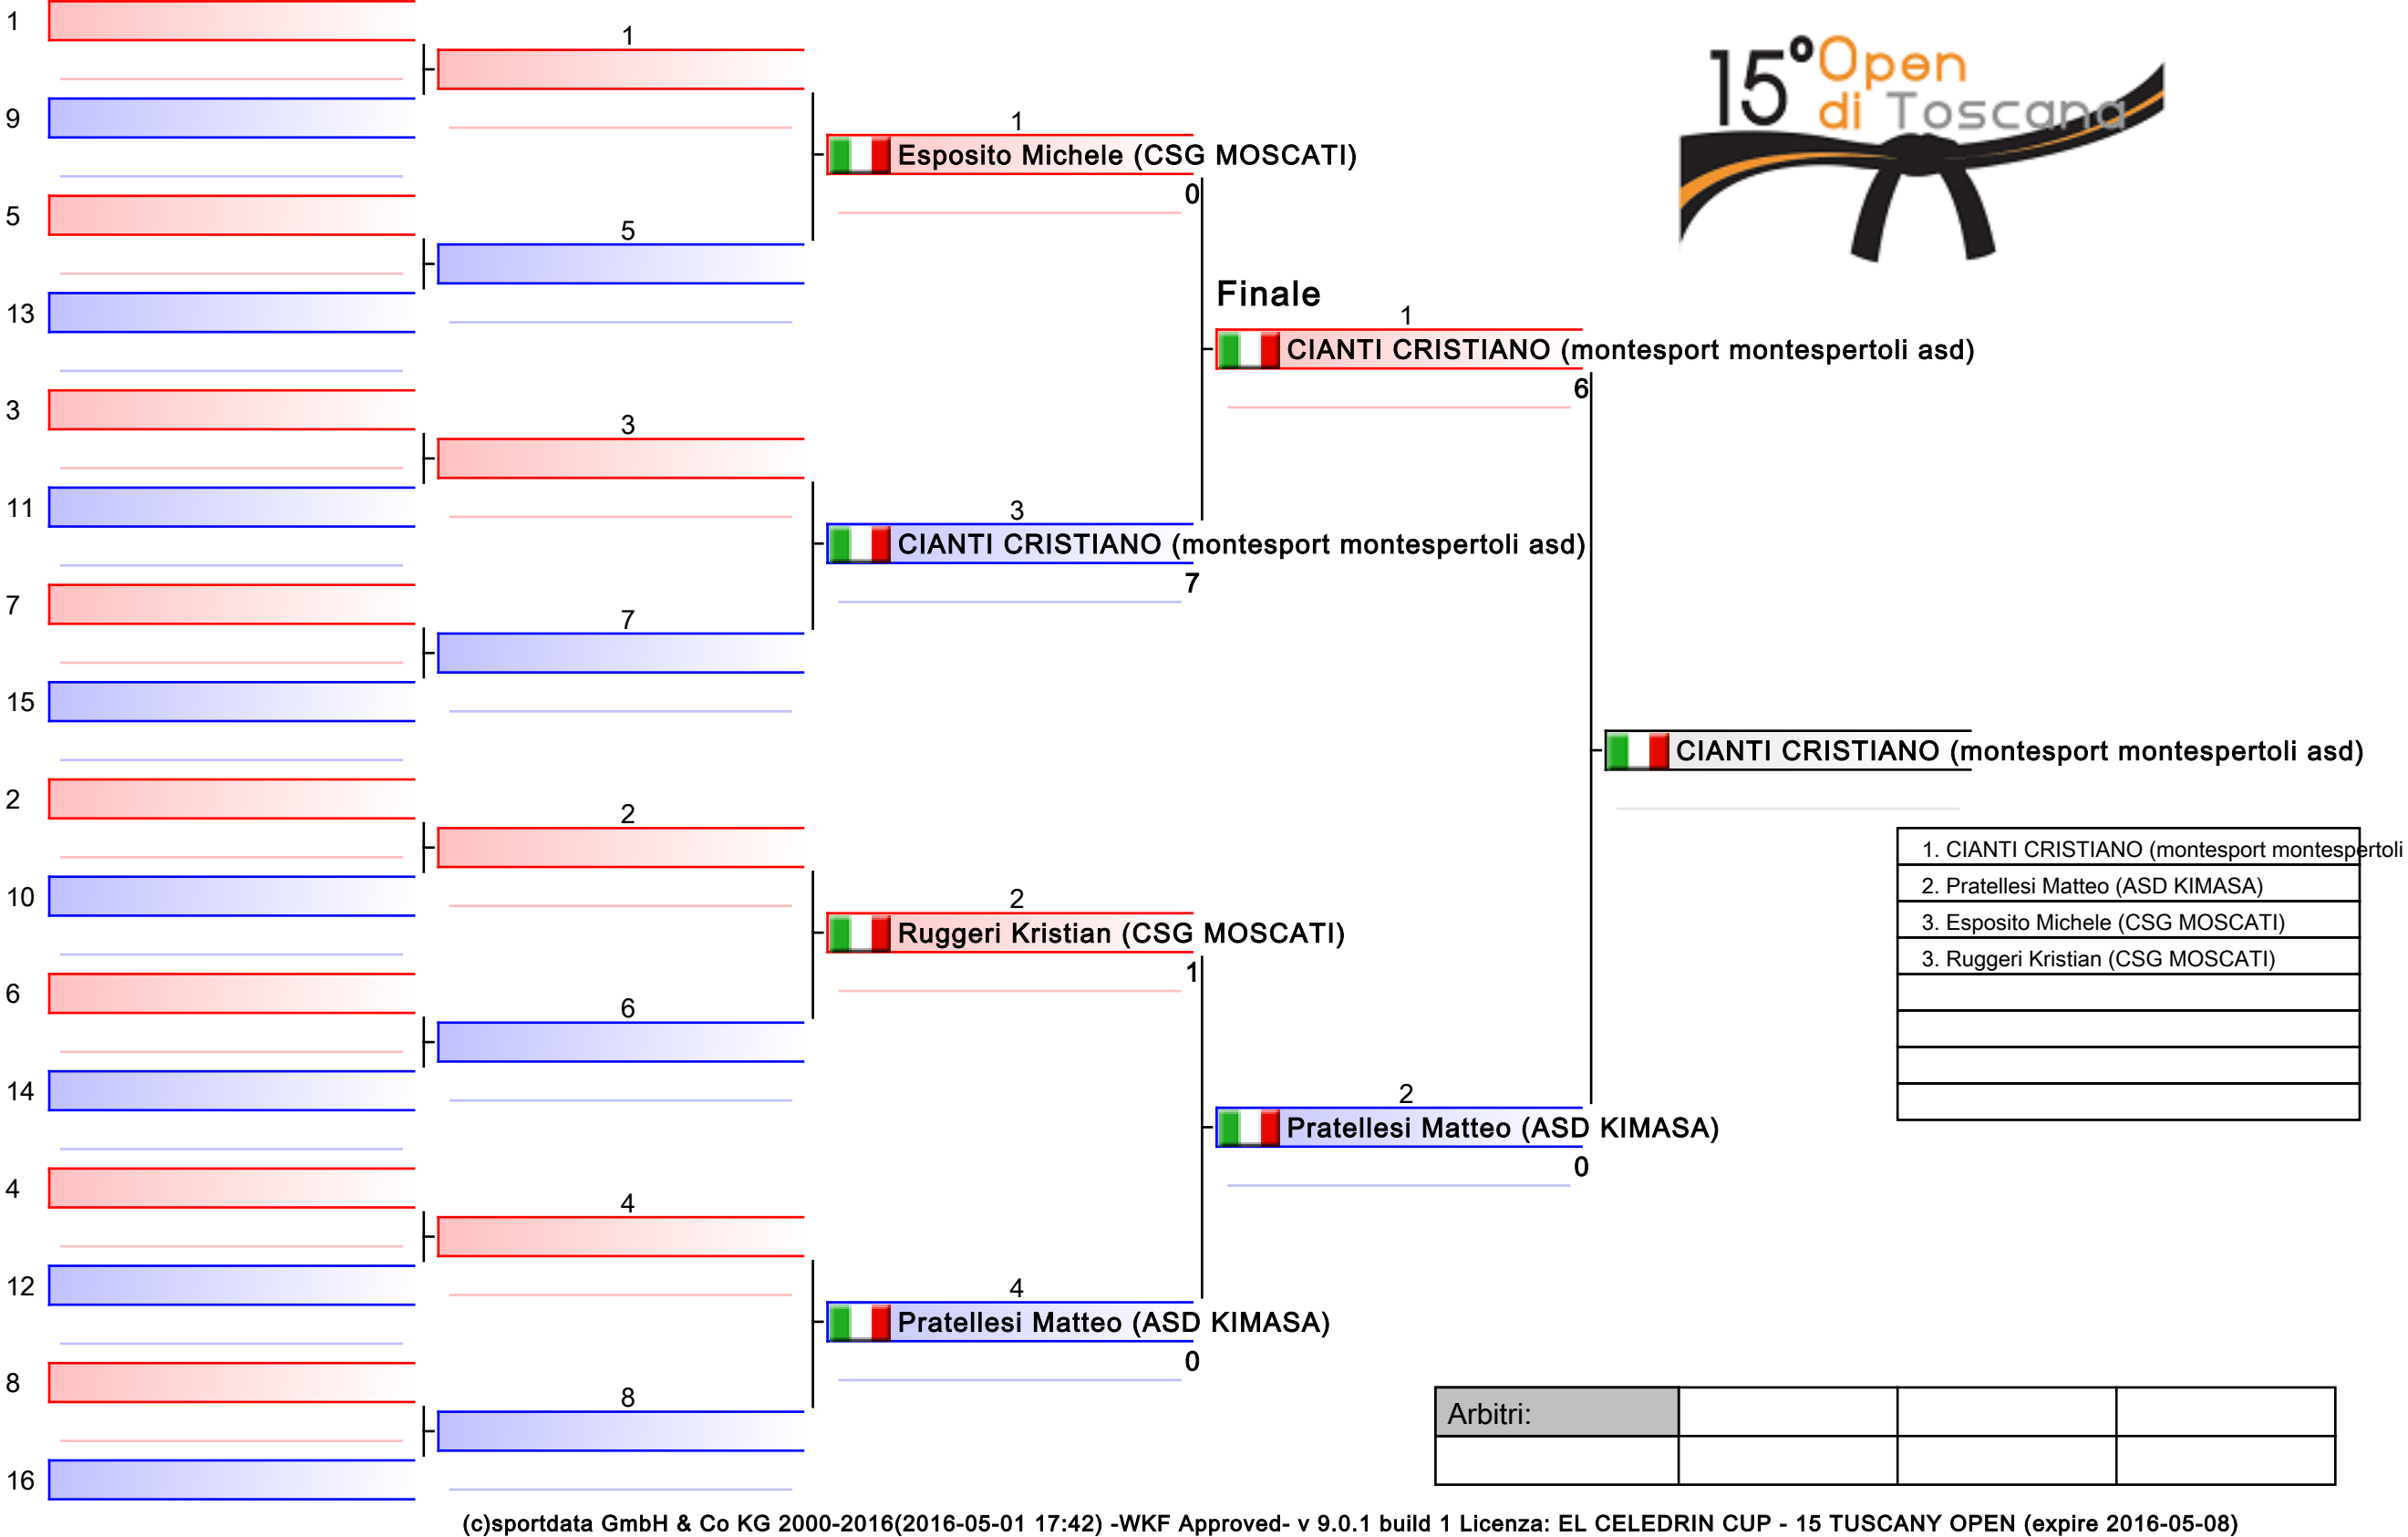 1
9
5
13
3
11
7
15
2
10
6
14
4
12
8
16
1
5
3
7
2
6
4
8
1
Esposito Michele (CSG MOSCATI)
0
3
CIANTI CRISTIANO (montesport montespertoli asd)
7
2
Ruggeri Kristian (CSG MOSCATI)
1
4
Pratellesi Matteo (ASD KIMASA)
0
Finale
1
CIANTI CRISTIANO (montesport montespertoli asd)
6
2
Pratellesi Matteo (ASD KIMASA)
0
15° Open
di Toscana
CIANTI CRISTIANO (montesport montespertoli asd)
1. CIANTI CRISTIANO (montesport montespertoli
2. Pratellesi Matteo (ASD KIMASA)
3. Esposito Michele (CSG MOSCATI)
3. Ruggeri Kristian (CSG MOSCATI)
Arbitri:
(c)sportdata GmbH & Co KG 2000-2016(2016-05-01 17:42) -WKF Approved- v 9.0.1 build 1 Licenza: EL CELEDRIN CUP - 15 TUSCANY OPEN (expire 2016-05-08)